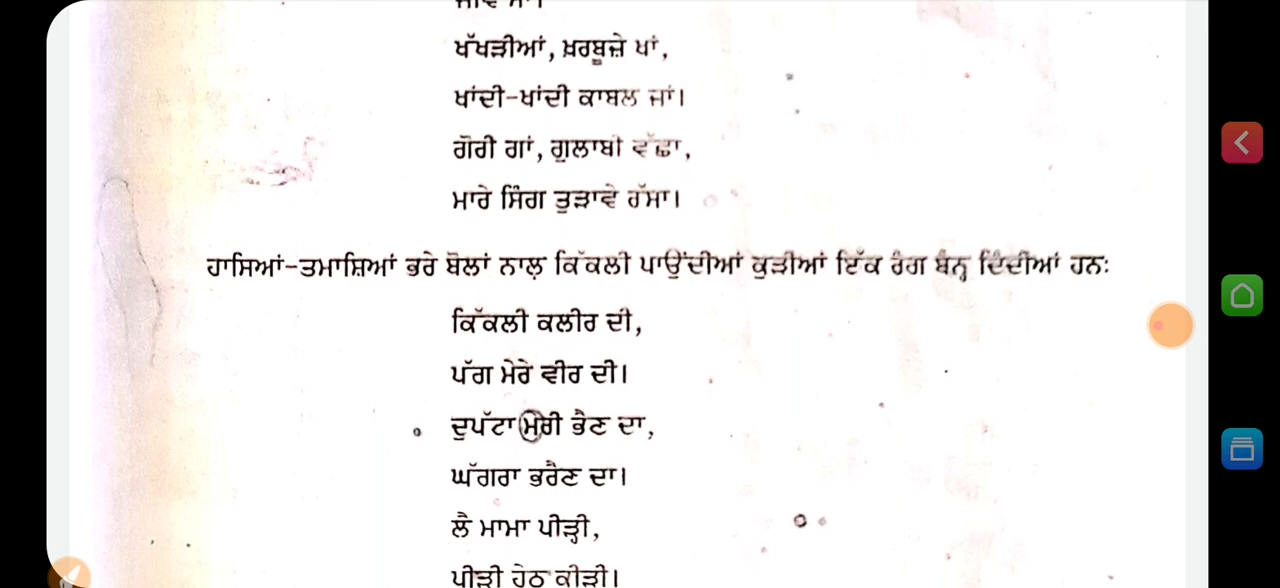 ਖੱਖੜੀਆਂ, ਖ਼ਰਬੂਜ਼ੇ ਖਾਂ,
ਖਾਂਦੀ-ਖਾਂਦੀ ਕਾਬਲ ਜਾਂ।
ਗੋਰੀ ਗਾਂ, ਗੁਲਾਬੀ ਵੱਛਾ,
ਮਾਰੇ ਸਿੰਗ ਤੁੜਾਵੇ ਰੱਸਾ।
ਹਾਸਿਆਂ-ਤਮਾਸ਼ਿਆਂ ਭਰੇ ਬੋਲਾਂ ਨਾਲ਼ ਕਿੱਕਲੀ ਪਾਉਂਦੀਆਂ ਕੁੜੀਆਂ ਇੱਕ ਰੰਗ ਬੰਨ੍ਹ ਦਿੰਦੀਆਂ ਹਨ:
ਕਿੱਕਲੀ ਕਲੀਰ ਦੀ,
ਪੱਗ ਮੇਰੇ ਵੀਰ ਦੀ।
ਦੁਪੱਟਾ ਮੇਰੀ ਭੈਣ ਦਾ,
ਘੱਗਰਾ ਭਰੈਣ ਦਾ।
ਲੈ ਮਾਮਾ ਪੀੜ੍ਹੀ,
ਪੀੜੀ ਹੇਠ ਕੀੜੀ।